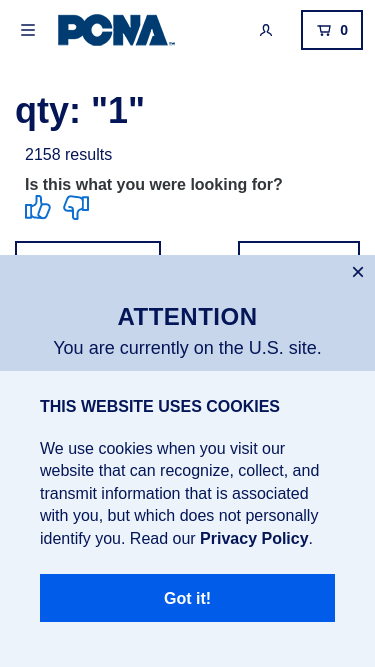 PCNA™
0
qty: "1"
2158 results
Is this what you were looking for?
×
ATTENTION
You are currently on the U.S. site.
THIS WEBSITE USES COOKIES
We use cookies when you visit our
website that can recognize, collect, and
transmit information that is associated
with you, but which does not personally
identify you. Read our Privacy Policy.
Got it!